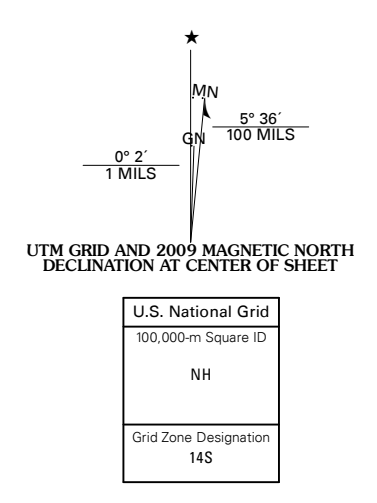 ★
MN
GN
5° 36´
100 MILS
0° 2´
1 MILS
UTM GRID AND 2009 MAGNETIC NORTH
DECLINATION AT CENTER OF SHEET
U.S. National Grid
100,000-m Square ID
NH
Grid Zone Designation
14S